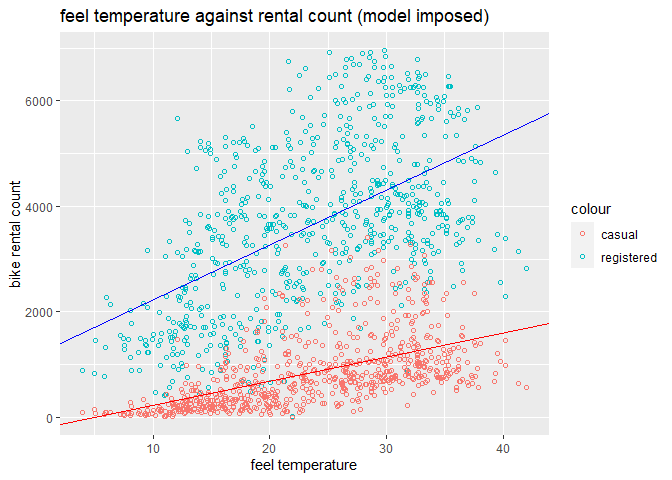 feel temperature against rental count (model imposed)
bike rental count
6000
4000
2000
0
10 20 30 40
feel temperature
colour
casual
registered